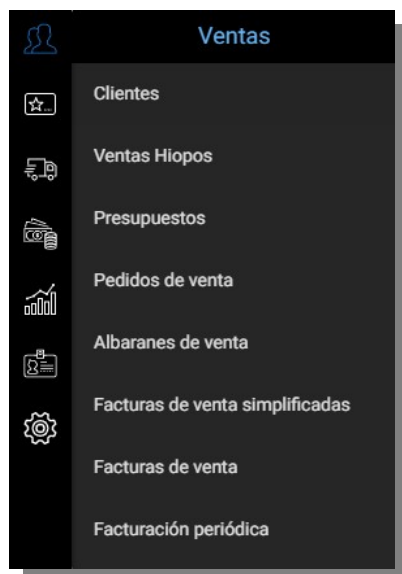 Ventas
Clientes
Ventas Hiopos
Presupuestos
Pedidos de venta
Albaranes de venta
Facturas de venta simplificadas
Facturas de venta
Facturación periódica